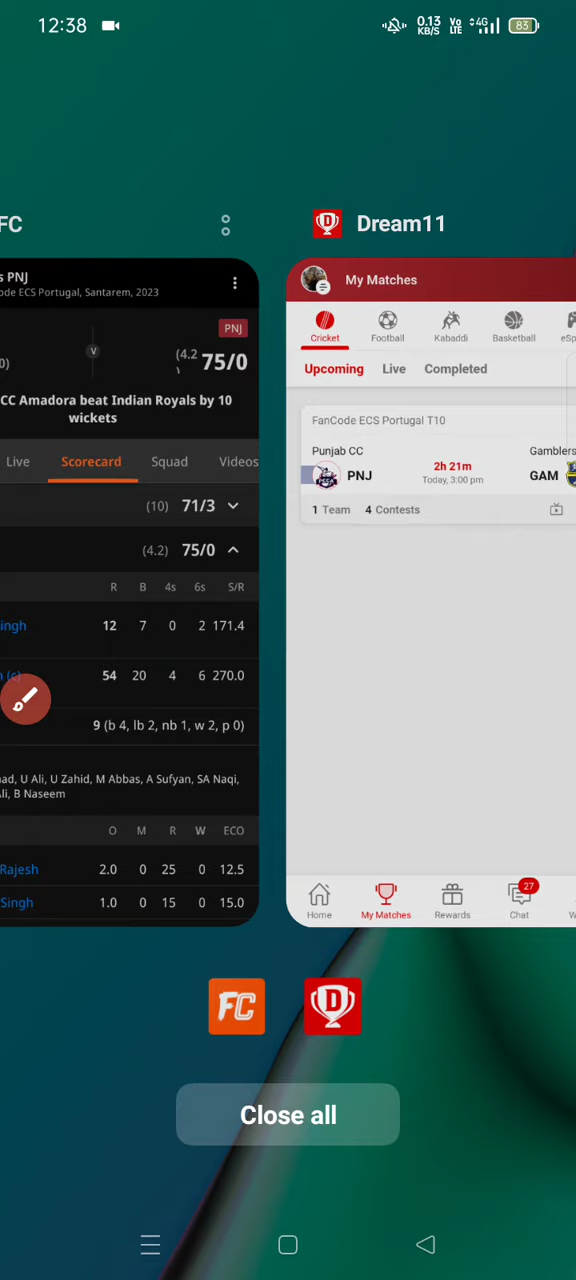 12:38
0.13 KB/S
Vo LTE
4G
83
FC
Dream11
s PNJ
ode ECS Portugal, Santarem, 2023
PNJ
0)
v
(4.2
75/0
CC Amadora beat Indian Royals by 10
wickets
Live Scorecard Squad Videos
(10) 71/3
(4.2) 75/0
R B 4s 6s S/R
ingh 12 7 0 2 171.4
(c) 54 20 4 6 270.0
9 (b 4, lb 2, nb 1, w 2, p 0)
ad, U Ali, U Zahid, M Abbas, A Sufyan, SA Naqi,
Ali, B Naseem
O M R W ECO
Rajesh 2.0 0 25 0 12.5
Singh 1.0 0 15 0 15.0
My Matches
Cricket Football Kabaddi Basketball eSp
Upcoming Live Completed
FanCode ECS Portugal T10
Punjab CC Gamblers
PNJ 2h 21m GAM
Today, 3:00 pm
1 Team 4 Contests
27
Home My Matches Rewards Chat W
FC D
Close all